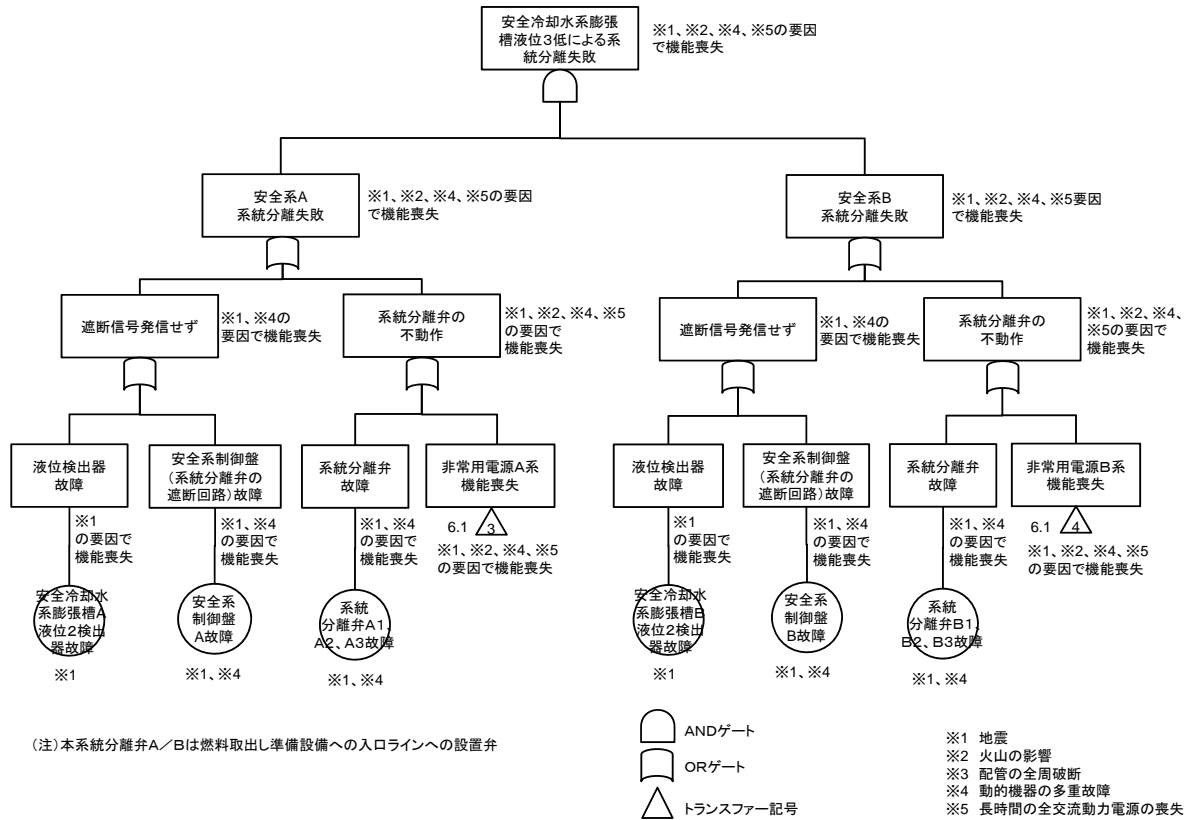 安全冷却水系膨張
槽液位3低による系
統分離失敗
※1、※2、※4、※5の要因
で機能喪失
安全系A
系統分離失敗
※1、※2、※4、※5の要因
で機能喪失
安全系B
系統分離失敗
※1、※2、※4、※5要因
で機能喪失
遮断信号発信せず
※1、※4の
要因で機能喪失
系統分離弁の
不動作
※1、※2、※4、※5
の要因で
機能喪失
遮断信号発信せず
※1、※4の
要因で機能喪失
系統分離弁の
不動作
※1、※2、※4、
※5の要因で
機能喪失
液位検出器
故障
安全系制御盤
(系統分離弁の
遮断回路)故障
系統分離弁
故障
非常用電源A系
機能喪失
液位検出器
故障
安全系制御盤
(系統分離弁の
遮断回路)故障
系統分離弁
故障
非常用電源B系
機能喪失
※1
の要因で
機能喪失
※1、※4
の要因で
機能喪失
※1、※4
の要因で
機能喪失
6.1 3
※1、※2、※4、※5
の要因で機能喪失
※1
の要因で
機能喪失
※1、※4
の要因で
機能喪失
※1、※4
の要因で
機能喪失
6.1 4
※1、※2、※4、※5
の要因で機能喪失
安全冷却水
系膨張槽A
液位2検出
器故障
安全系
制御盤
A故障
系統
分離弁A1、
A2、A3故障
安全冷却水
系膨張槽B
液位2検出
器故障
安全系
制御盤
B故障
系統
分離弁B1、
B2、B3故障
※1
※1、※4
※1、※4
※1
※1、※4
※1、※4
(注)本系統分離弁A/Bは燃料取出し準備設備への入口ラインへの設置弁
ANDゲート
ORゲート
トランスファー記号
※1 地震
※2 火山の影響
※3 配管の全周破断
※4 動的機器の多重故障
※5 長時間の全交流動力電源の喪失